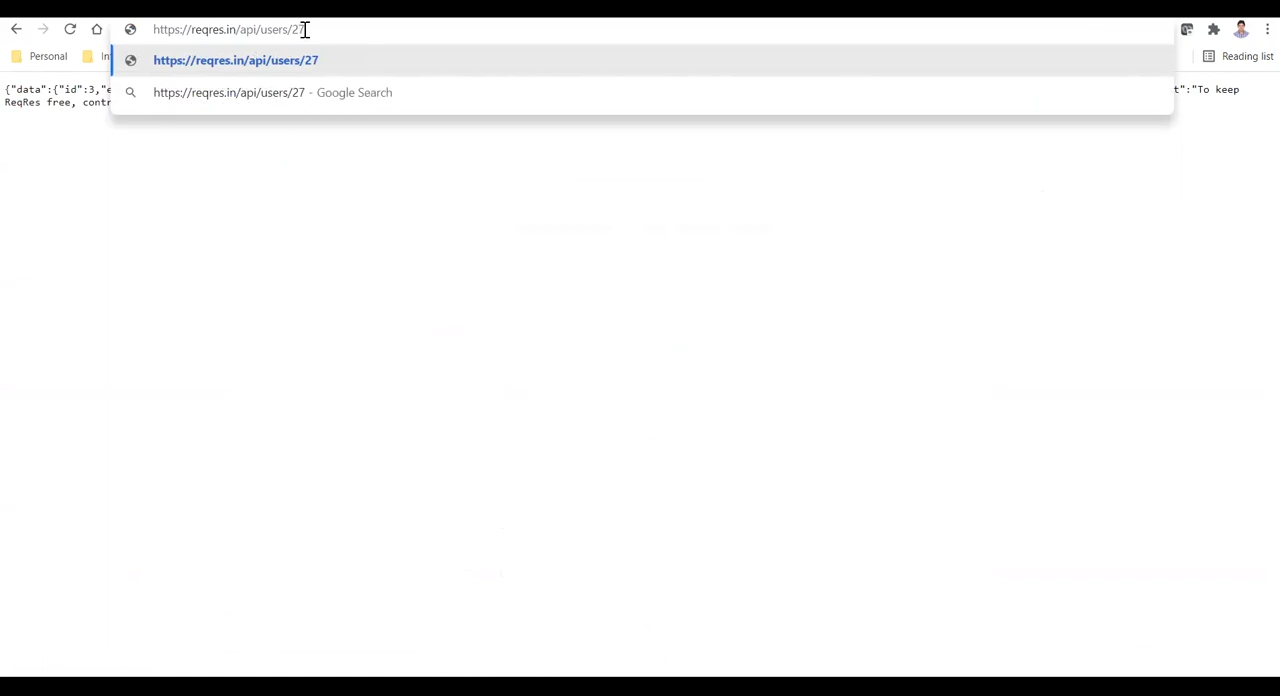 https://reqres.in/api/users/27
Personal
In
Reading list
https://reqres.in/api/users/27
https://reqres.in/api/users/27 - Google Search
{"data":{"id":3,"e
t":"To keep
ReqRes free, contr